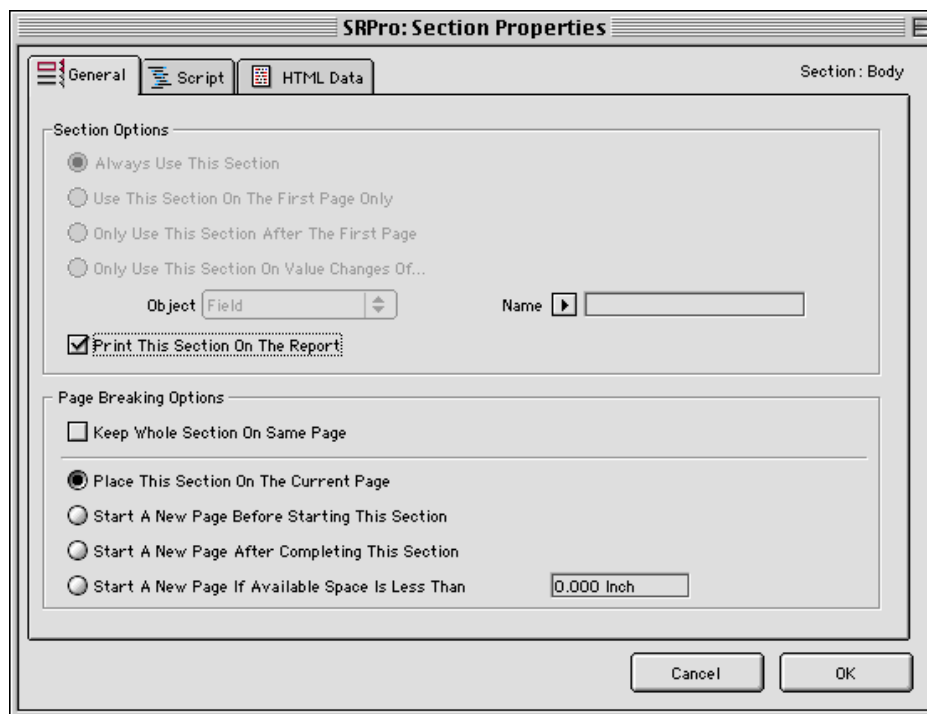 SRPro: Section Properties
General Script HTML Data Section: Body
Section Options
Always Use This Section
Use This Section On The First Page Only
Only Use This Section After The First Page
Only Use This Section On Value Changes Of...
Object Field Name
Print This Section On The Report
Page Breaking Options
Keep Whole Section On Same Page
Place This Section On The Current Page
Start A New Page Before Starting This Section
Start A New Page After Completing This Section
Start A New Page If Available Space Is Less Than 0.000 Inch
Cancel OK